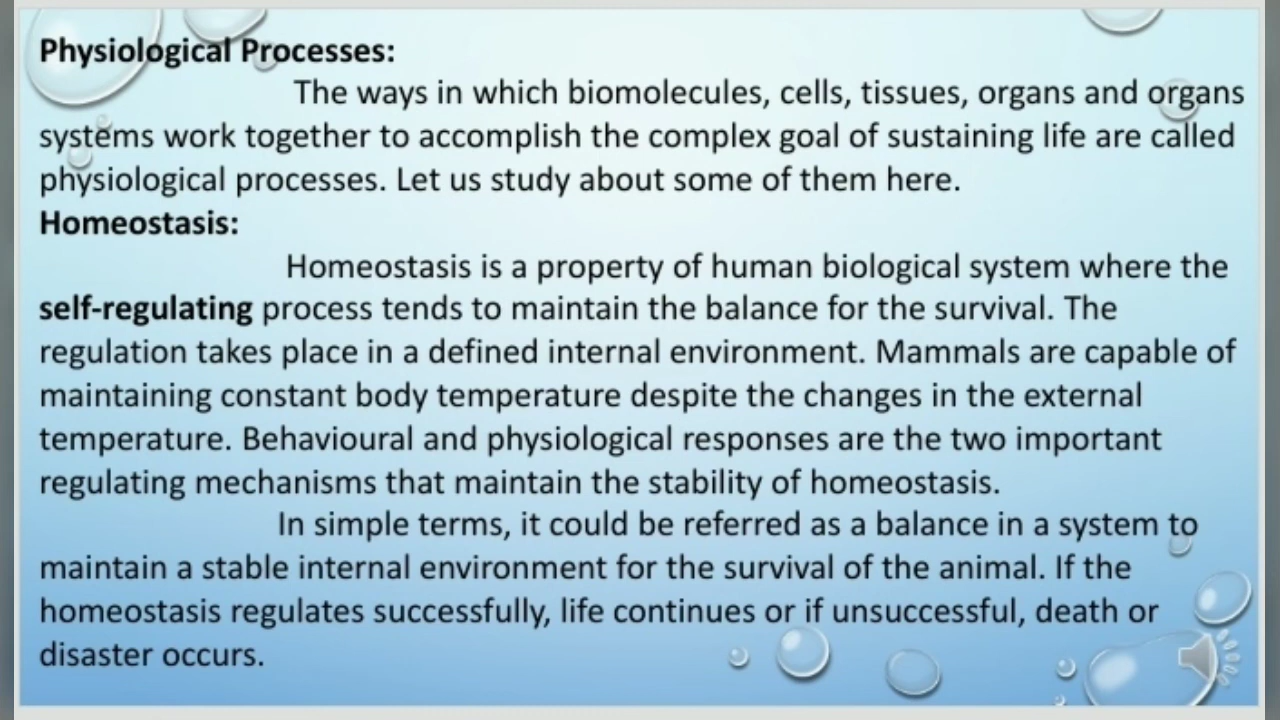 Physiological Processes:
The ways in which biomolecules, cells, tissues, organs and organs
systems work together to accomplish the complex goal of sustaining life are called
physiological processes. Let us study about some of them here.
Homeostasis:
Homeostasis is a property of human biological system where the
self-regulating process tends to maintain the balance for the survival. The
regulation takes place in a defined internal environment. Mammals are capable of
maintaining constant body temperature despite the changes in the external
temperature. Behavioural and physiological responses are the two important
regulating mechanisms that maintain the stability of homeostasis.
In simple terms, it could be referred as a balance in a system to
maintain a stable internal environment for the survival of the animal. If the
homeostasis regulates successfully, life continues or if unsuccessful, death or
disaster occurs.